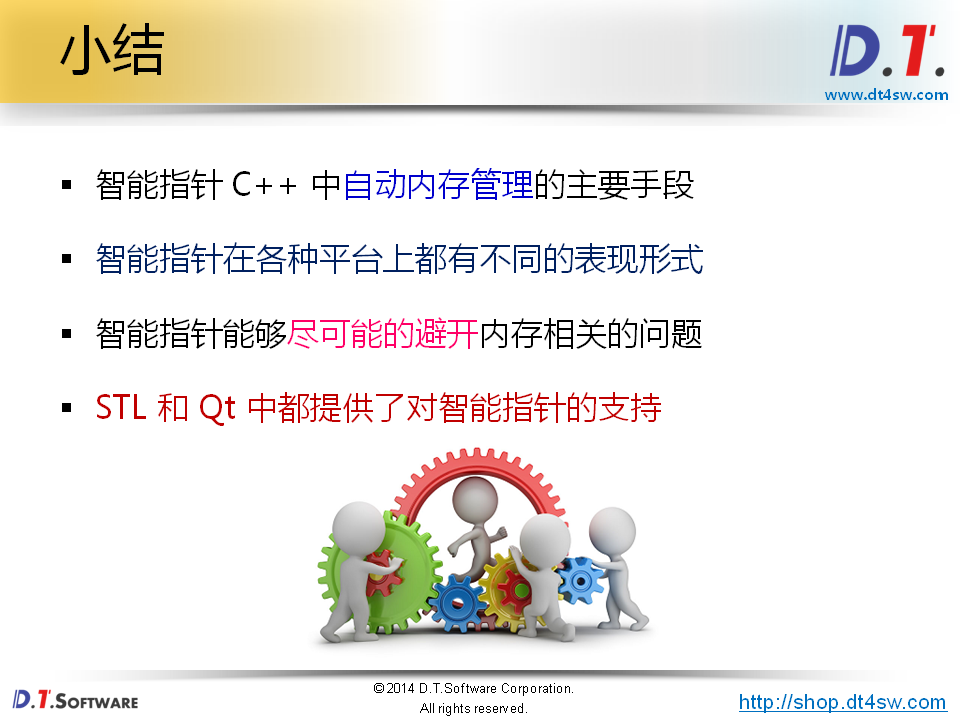 小结
D.T.
www.dt4sw.com
▪ 智能指针 C++ 中自动内存管理的主要手段
▪ 智能指针在各种平台上都有不同的表现形式
▪ 智能指针能够尽可能的避开内存相关的问题
▪ STL 和 Qt 中都提供了对智能指针的支持
D.T.SOFTWARE
©2014 D.T.Software Corporation.
All rights reserved.
http://shop.dt4sw.com